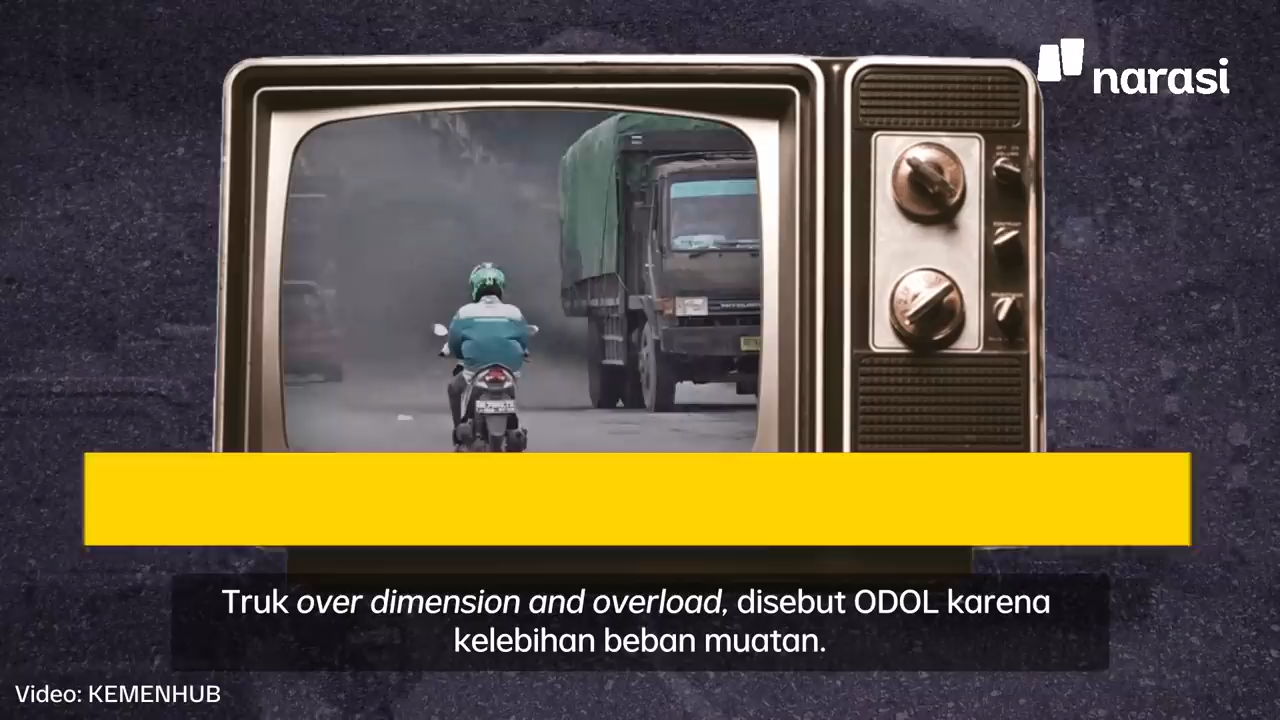 narasi
Truk over dimension and overload, disebut ODOL karena
kelebihan beban muatan.
Video: KEMENHUB